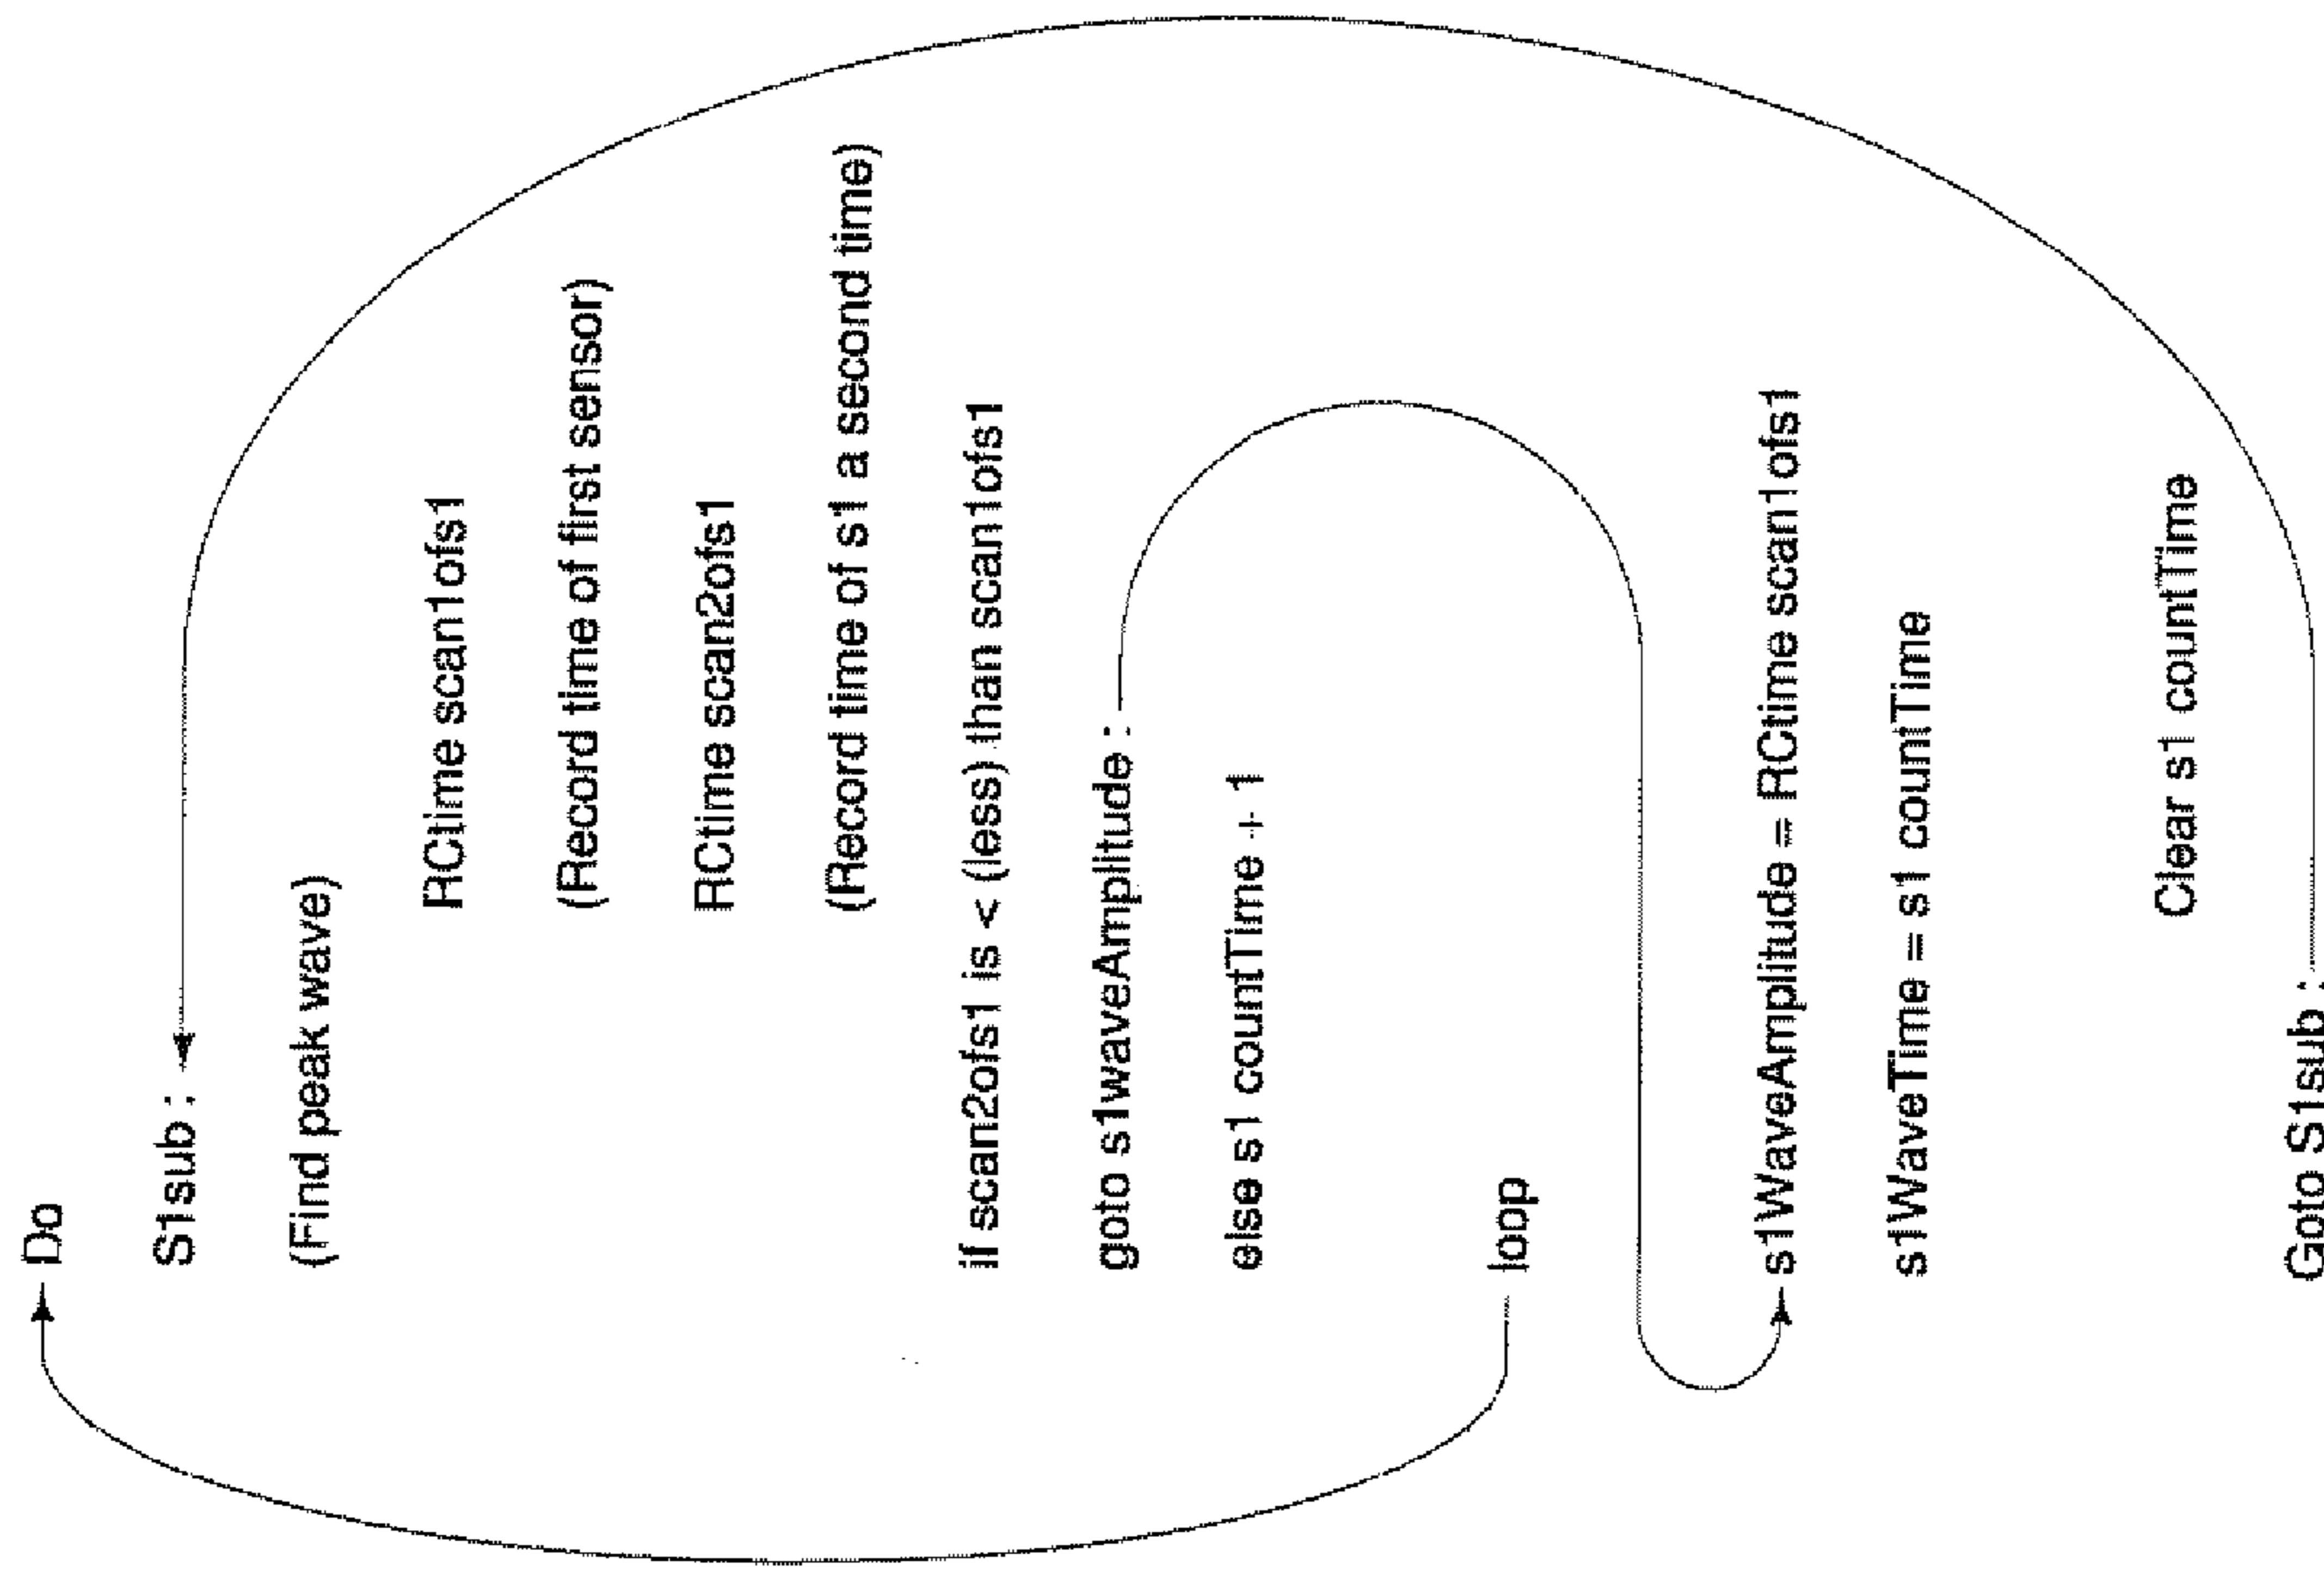 Do
S1sub :
(Find peak wave)
RCtime scan1ofs1
(Record time of first sensor)
RCtime scan2ofs1
(Record time of s1 a second time)
if scan2ofs1 is < (less) than scan1ofs1
goto s1waveAmplitude :
else s1 countTime + 1
loop
s1WaveAmplitude = RCtime scan1ofs1
s1WaveTime = s1 countTime
Clear s1 countTime
Goto S1sub :